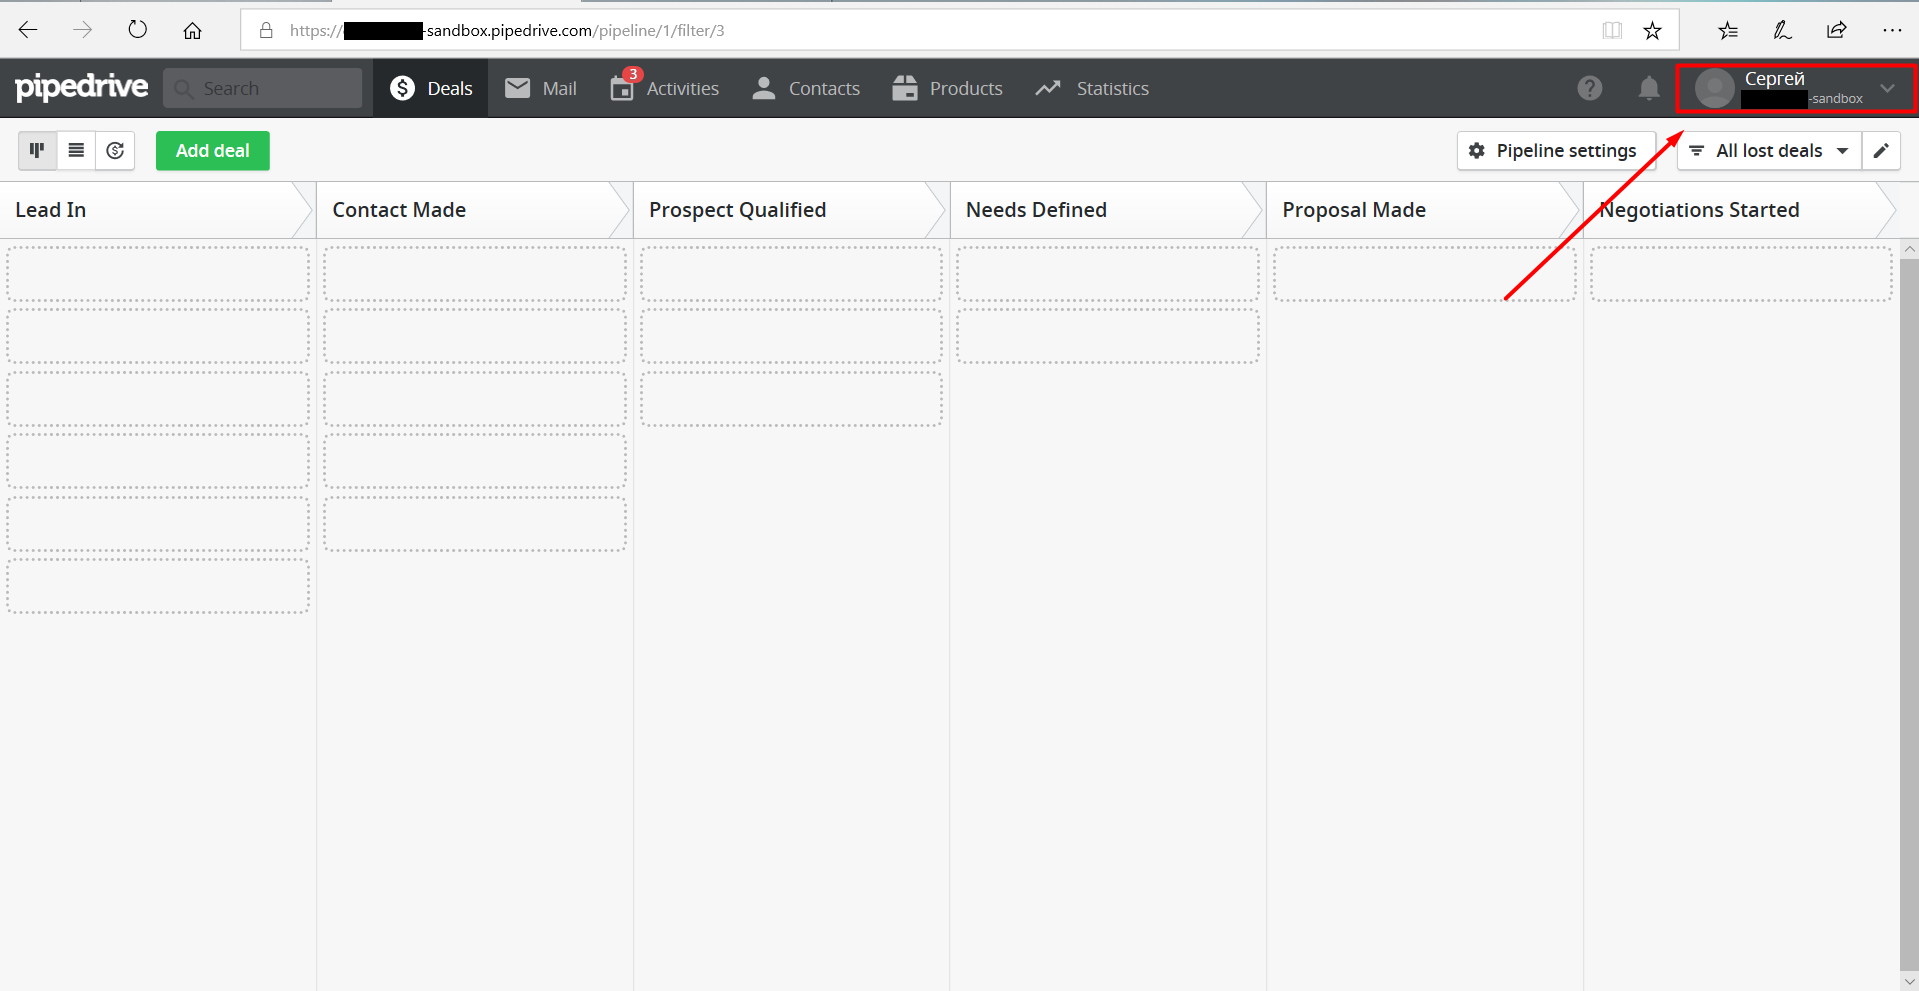 https://-sandbox.pipedrive.com/pipeline/1/filter/3
pipedrive
Search
Deals
Mail
3
Activities
Contacts
Products
Statistics
?
Сергей
-sandbox
Add deal
Pipeline settings
All lost deals
Lead In
Contact Made
Prospect Qualified
Needs Defined
Proposal Made
Negotiations Started